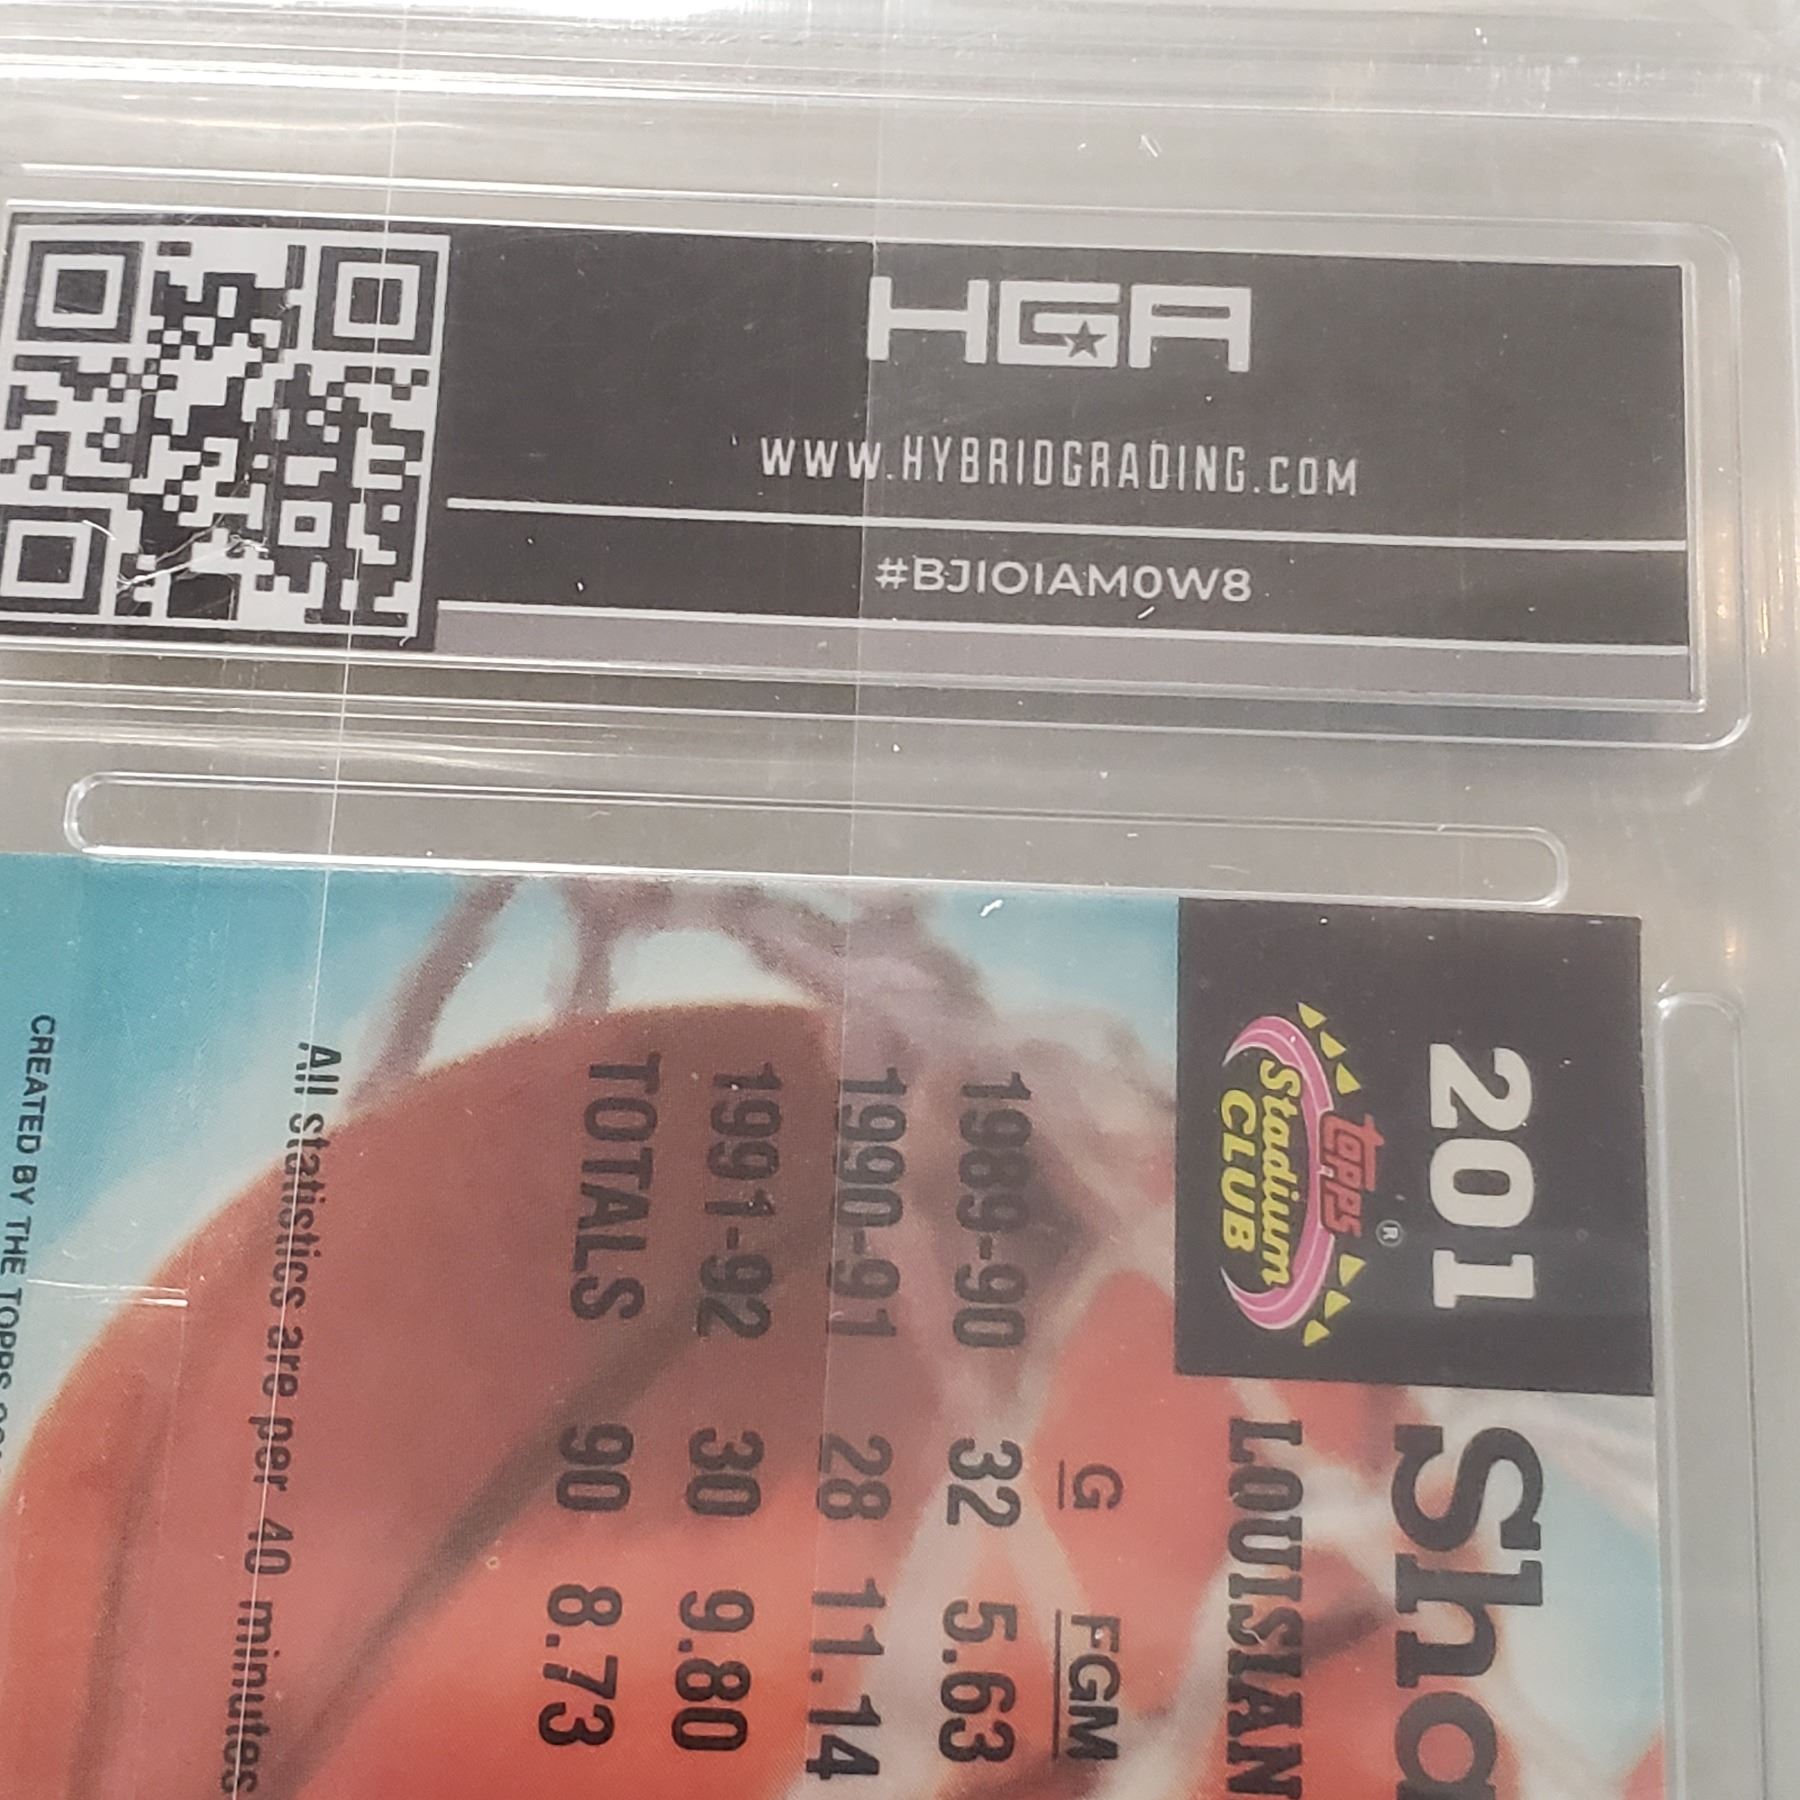 HGA
WWW.HYBRIDGRADING.COM
#BJIOIAM0W8
201
Topps ®
Stadium
CLUB
Sha
LOUISIAN
G FGM
1989-90 32 5.63
1990-91 28 11.14
1991-92 30 9.80
TOTALS 90 8.73
All statistics are per 40 minutes
CREATED BY THE TOPPS